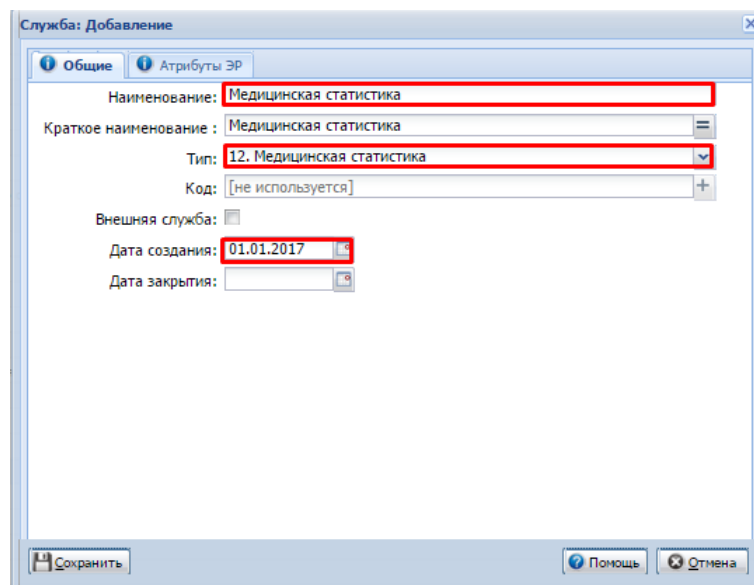 Служба: Добавление
Общие Атрибуты ЭР
Наименование: Медицинская статистика
Краткое наименование : Медицинская статистика
Тип: 12. Медицинская статистика
Код: [не используется]
Внешняя служба:
Дата создания: 01.01.2017
Дата закрытия:
Сохранить Помощь Отмена